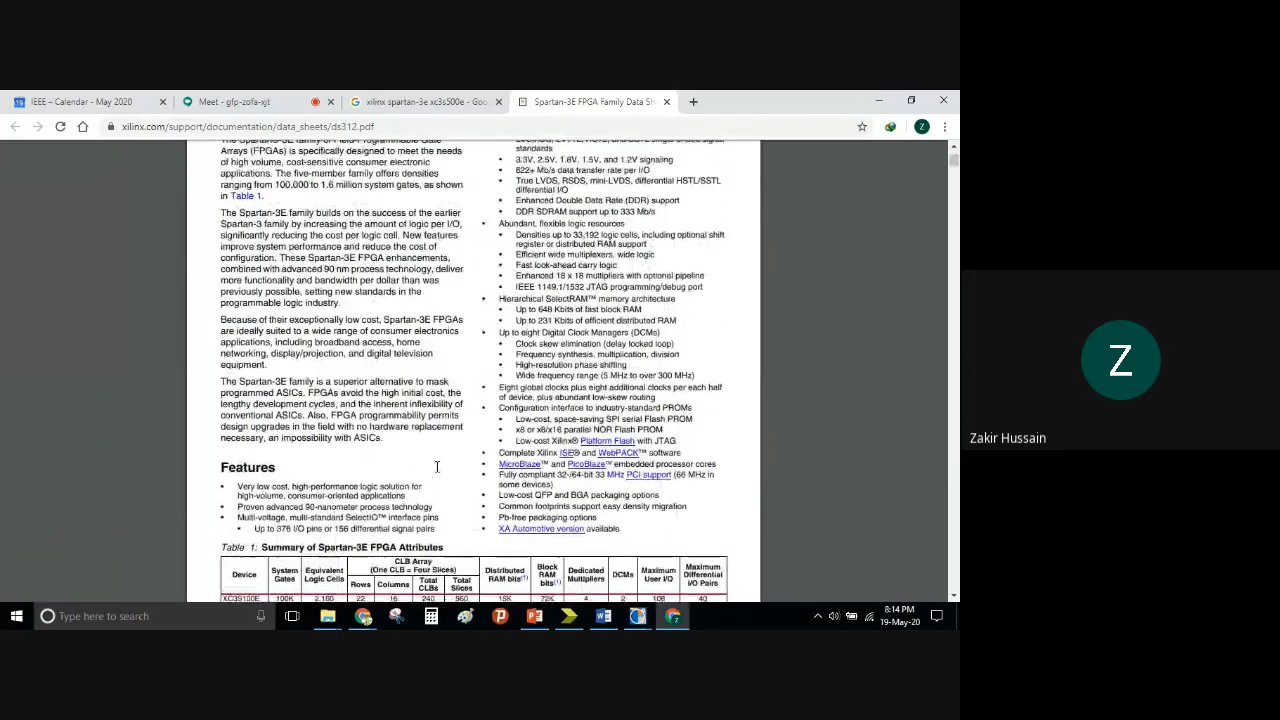 IEEE - Calendar - May 2020
Meet - gfp-zofa-xjt
xilinx spartan-3e xc3s500e - Goo
Spartan-3E FPGA Family Data Sh
xilinx.com/support/documentation/data_sheets/ds312.pdf
Z
Arrays (FPGAs) is specifically designed to meet the needs
of high volume, cost-sensitive consumer electronic
applications. The five-member family offers densities
ranging from 100,000 to 1.6 million system gates, as shown
in Table 1.
The Spartan-3E family builds on the success of the earlier
Spartan-3 family by increasing the amount of logic per I/O,
significantly reducing the cost per logic cell. New features
improve system performance and reduce the cost of
configuration. These Spartan-3E FPGA enhancements,
combined with advanced 90 nm process technology, deliver
more functionality and bandwidth per dollar than was
previously possible, setting new standards in the
programmable logic industry.
Because of their exceptionally low cost, Spartan-3E FPGAs
are ideally suited to a wide range of consumer electronics
applications, including broadband access, home
networking, display/projection, and digital television
equipment.
The Spartan-3E family is a superior alternative to mask
programmed ASICs. FPGAs avoid the high initial cost, the
lengthy development cycles, and the inherent inflexibility of
conventional ASICs. Also, FPGA programmability permits
design upgrades in the field with no hardware replacement
necessary, an impossibility with ASICs.
Features
• Very low cost, high-performance logic solution for
high-volume, consumer-oriented applications
• Proven advanced 90-nanometer process technology
• Multi-voltage, multi-standard SelectIO™ interface pins
• Up to 376 I/O pins or 156 differential signal pairs
standards
• 3.3V, 2.5V, 1.8V, 1.5V, and 1.2V signaling
• 622+ Mb/s data transfer rate per I/O
• True LVDS, RSDS, mini-LVDS, differential HSTL/SSTL
differential I/O
• Enhanced Double Data Rate (DDR) support
• DDR SDRAM support up to 333 Mb/s
• Abundant, flexible logic resources
• Densities up to 33,192 logic cells, including optional shift
register or distributed RAM support
• Efficient wide multiplexers, wide logic
• Fast look-ahead carry logic
• Enhanced 18 x 18 multipliers with optional pipeline
• IEEE 1149.1/1532 JTAG programming/debug port
• Hierarchical SelectRAM™ memory architecture
• Up to 648 Kbits of fast block RAM
• Up to 231 Kbits of efficient distributed RAM
• Up to eight Digital Clock Managers (DCMs)
• Clock skew elimination (delay locked loop)
• Frequency synthesis, multiplication, division
• High-resolution phase shifting
• Wide frequency range (5 MHz to over 300 MHz)
• Eight global clocks plus eight additional clocks per each half
of device, plus abundant low-skew routing
• Configuration interface to industry-standard PROMs
• Low-cost, space-saving SPI serial Flash PROM
• x8 or x8/x16 parallel NOR Flash PROM
• Low-cost Xilinx® Platform Flash with JTAG
• Complete Xilinx ISE® and WebPACK™ software
• MicroBlaze™ and PicoBlaze™ embedded processor cores
• Fully compliant 32-/64-bit 33 MHz PCI support (66 MHz in
some devices)
• Low-cost QFP and BGA packaging options
• Common footprints support easy density migration
• Pb-free packaging options
• XA Automotive version available
Table 1: Summary of Spartan-3E FPGA Attributes
Device System Gates Equivalent Logic Cells CLB Array (One CLB = Four Slices) Rows Columns Total CLBs Total Slices Distributed RAM bits(1) Block RAM bits(1) Dedicated Multipliers DCMs Maximum User I/O Maximum Differential I/O Pairs
XC3S100E 100K 2,160 22 16 240 960 15K 72K 4 2 108 40
Type here to search
8:14 PM
19-May-20
Z
Zakir Hussain